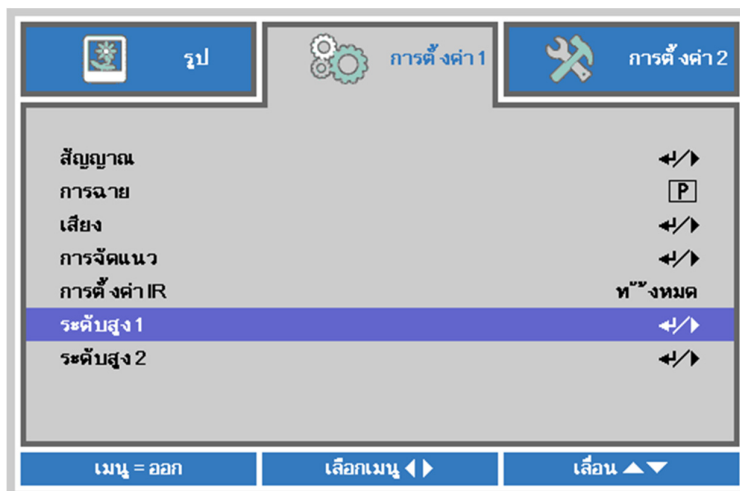 รูป
การตั้งค่า 1
การตั้งค่า 2
สัญญาณ
การฉาย P
เสียง
การจัดแนว
การตั้งค่า IR ทั้งหมด
ระดับสูง 1
ระดับสูง 2
เมนู = ออก
เลือกเมนู
เลื่อน